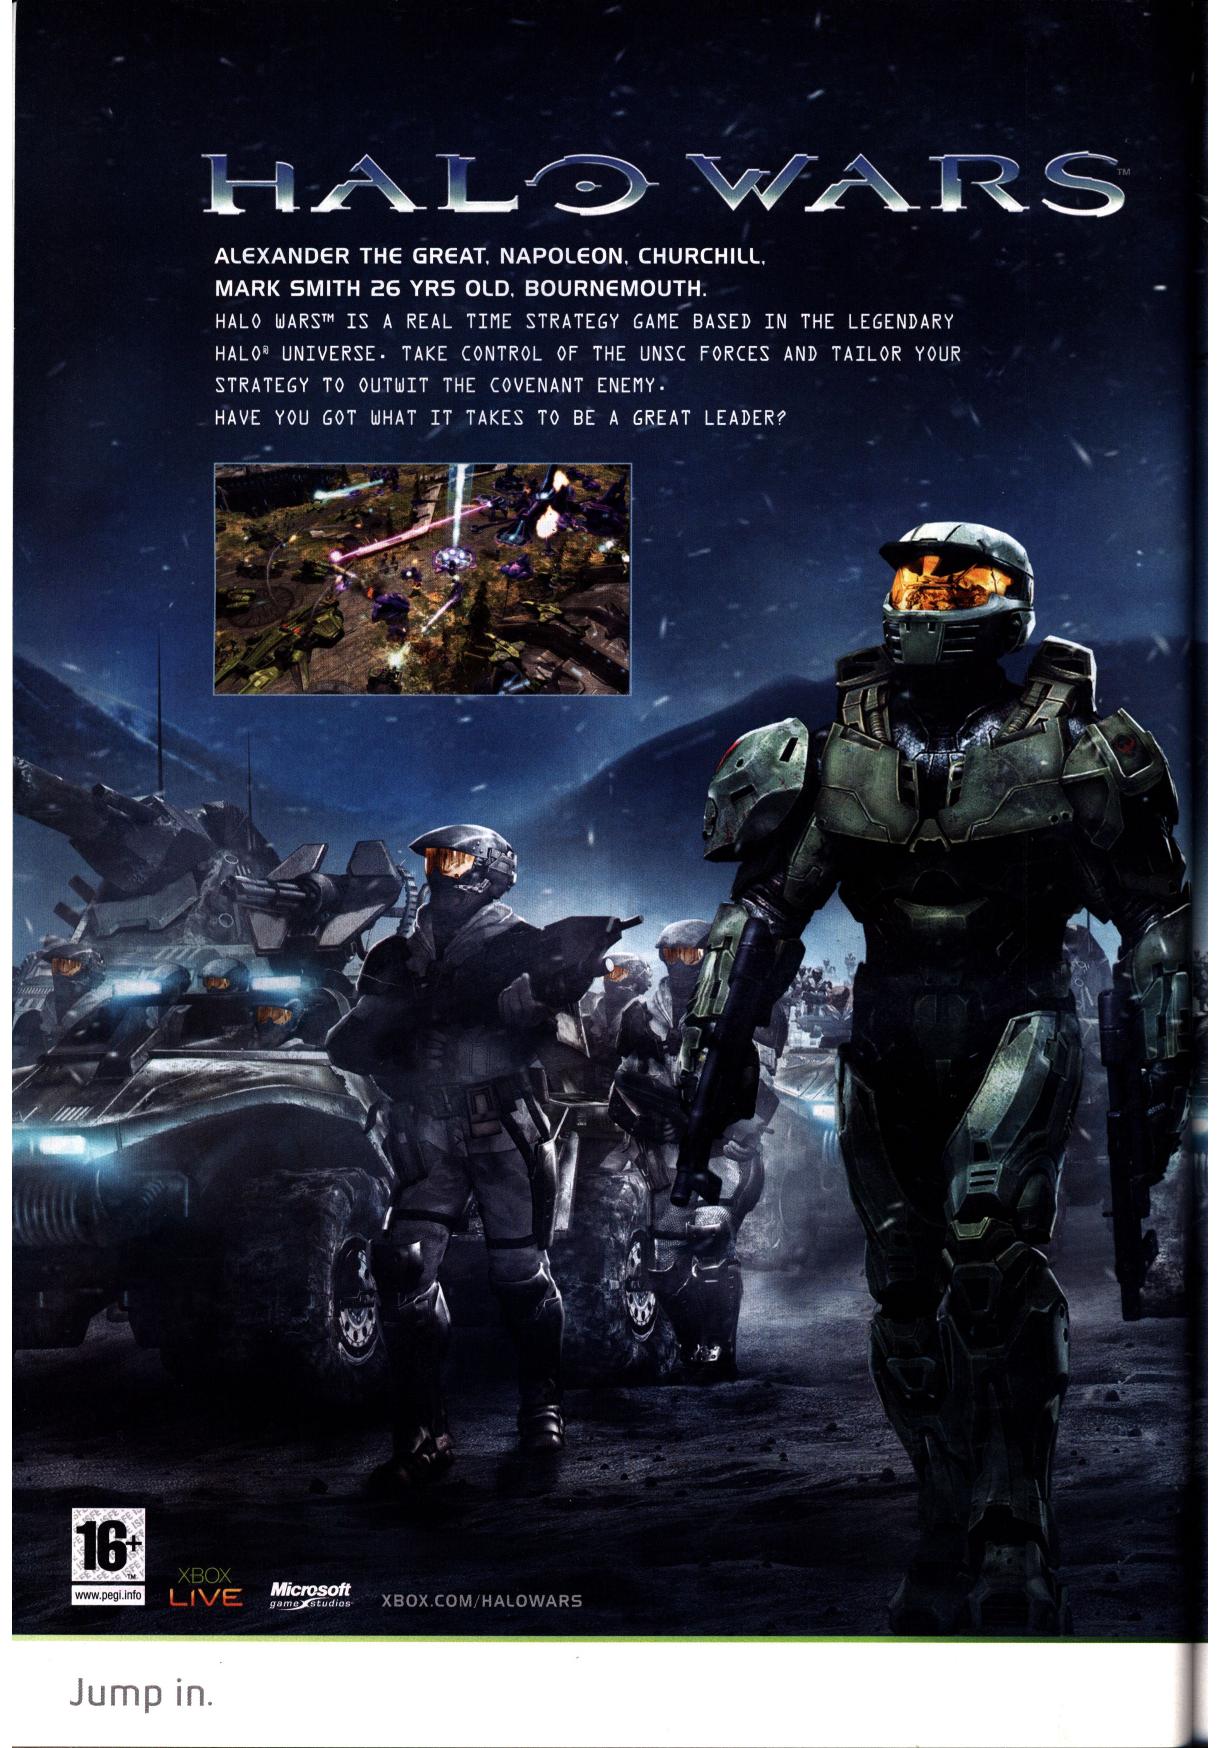 HALO WARS™
ALEXANDER THE GREAT, NAPOLEON, CHURCHILL,
MARK SMITH 26 YRS OLD, BOURNEMOUTH.
HALO WARS™ IS A REAL TIME STRATEGY GAME BASED IN THE LEGENDARY
HALO® UNIVERSE. TAKE CONTROL OF THE UNSC FORCES AND TAILOR YOUR
STRATEGY TO OUTWIT THE COVENANT ENEMY.
HAVE YOU GOT WHAT IT TAKES TO BE A GREAT LEADER?
16+™
www.pegi.info
XBOX
LIVE
Microsoft
game studios
XBOX.COM/HALOWARS
Jump in.